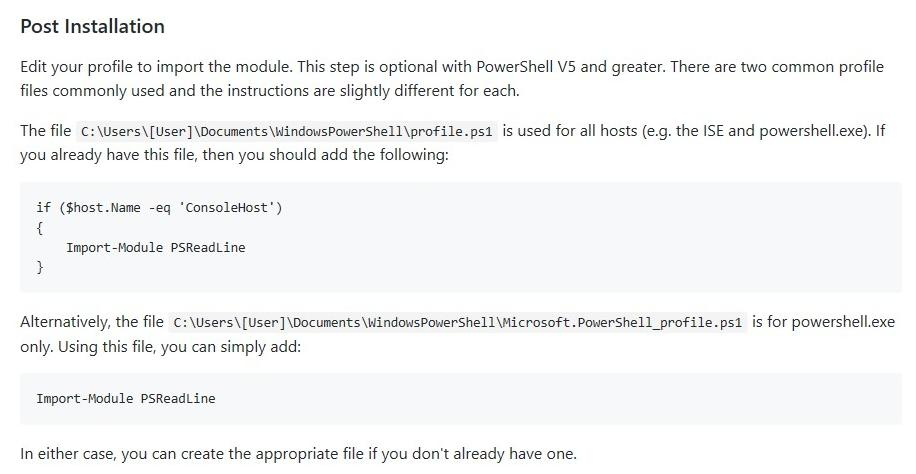 Post Installation
Edit your profile to import the module. This step is optional with PowerShell V5 and greater. There are two common profile
files commonly used and the instructions are slightly different for each.
The file C:\Users\[User]\Documents\WindowsPowerShell\profile.ps1 is used for all hosts (e.g. the ISE and powershell.exe). If
you already have this file, then you should add the following:
if ($host.Name -eq 'ConsoleHost')
{
    Import-Module PSReadLine
}
Alternatively, the file C:\Users\[User]\Documents\WindowsPowerShell\Microsoft.PowerShell_profile.ps1 is for powershell.exe
only. Using this file, you can simply add:
Import-Module PSReadLine
In either case, you can create the appropriate file if you don't already have one.